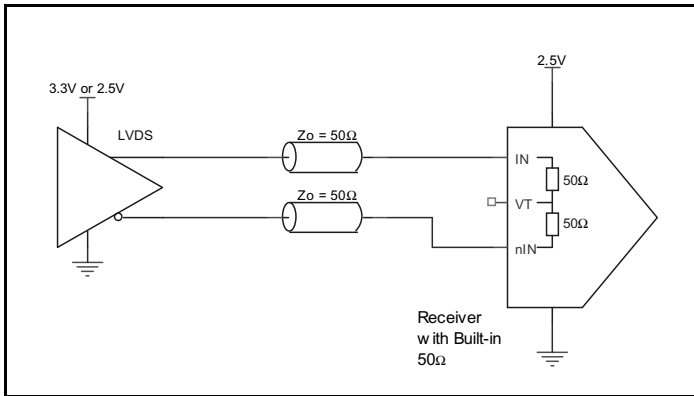 2.5V
3.3V or 2.5V
LVDS
Zo = 50Ω
Zo = 50Ω
IN
50Ω
VT
50Ω
nIN
Receiver
with Built-in
50Ω